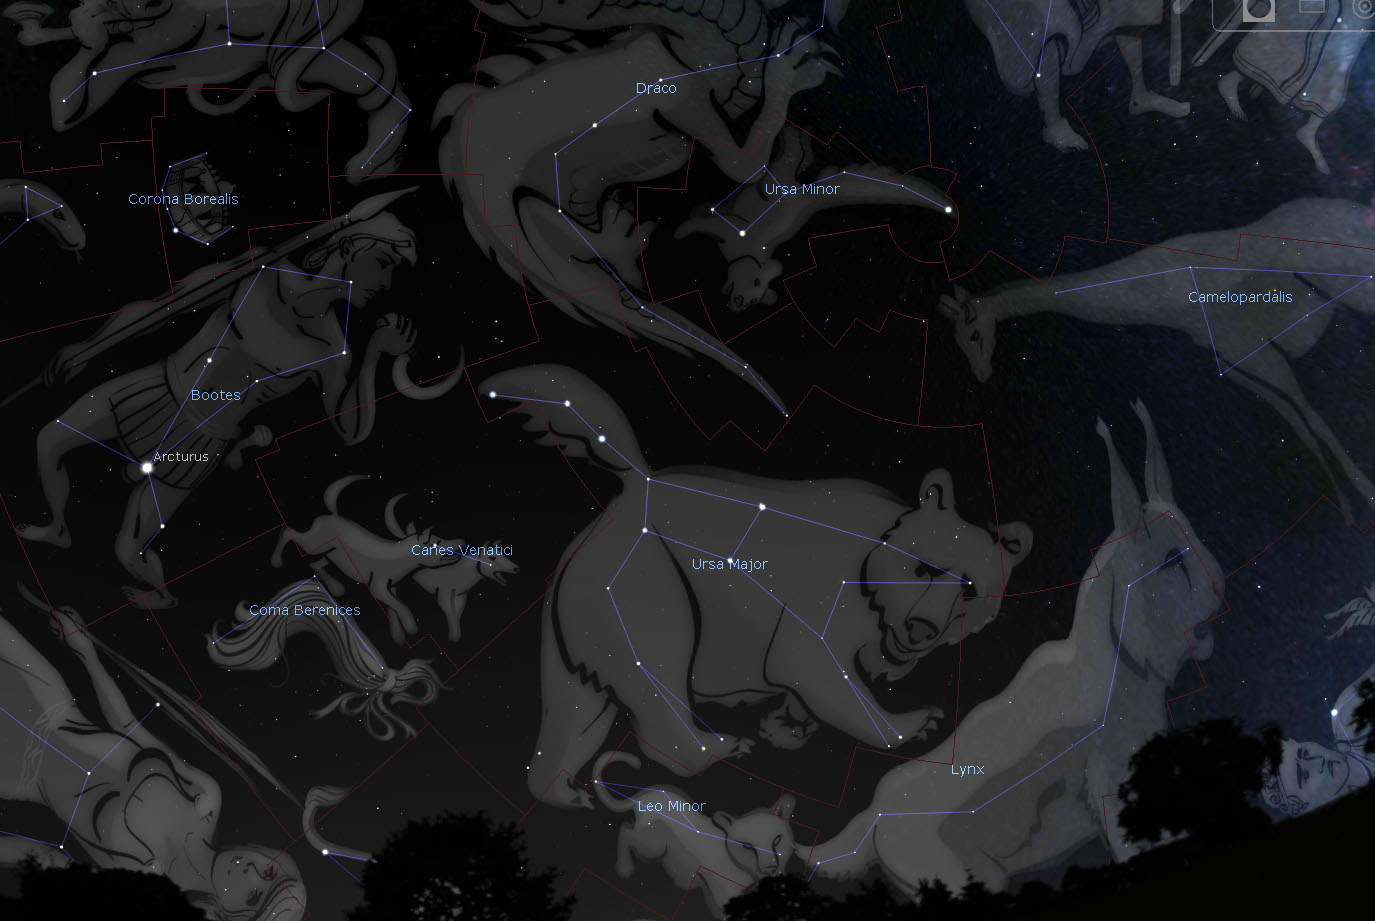 Draco
Ursa Minor
Corona Borealis
Camelopardalis
Bootes
Arcturus
Canes Venatici
Ursa Major
Coma Berenices
Lynx
Leo Minor